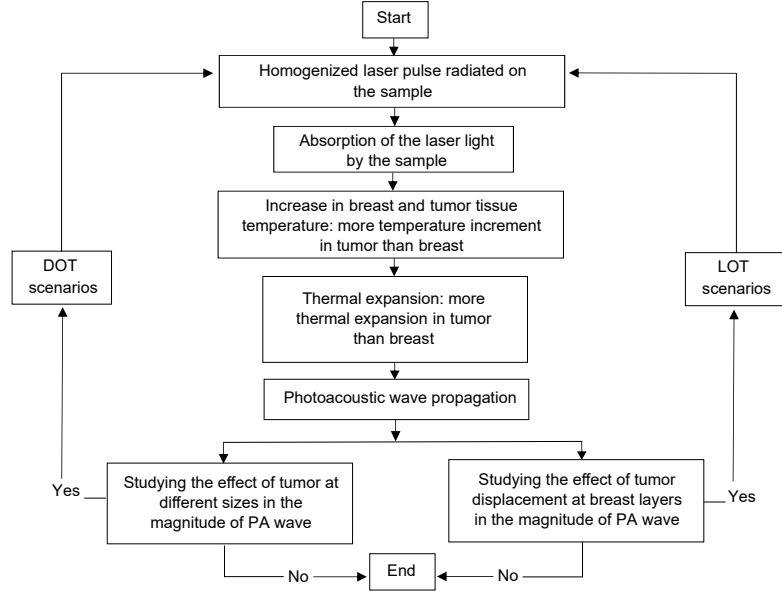 Start
Homogenized laser pulse radiated on
the sample
Absorption of the laser light
by the sample
Increase in breast and tumor tissue
temperature: more temperature increment
in tumor than breast
DOT
scenarios
LOT
scenarios
Thermal expansion: more
thermal expansion in tumor
than breast
Photoacoustic wave propagation
Yes
Studying the effect of tumor at
different sizes in the
magnitude of PA wave
Studying the effect of tumor
displacement at breast layers
in the magnitude of PA wave
Yes
No
End
No